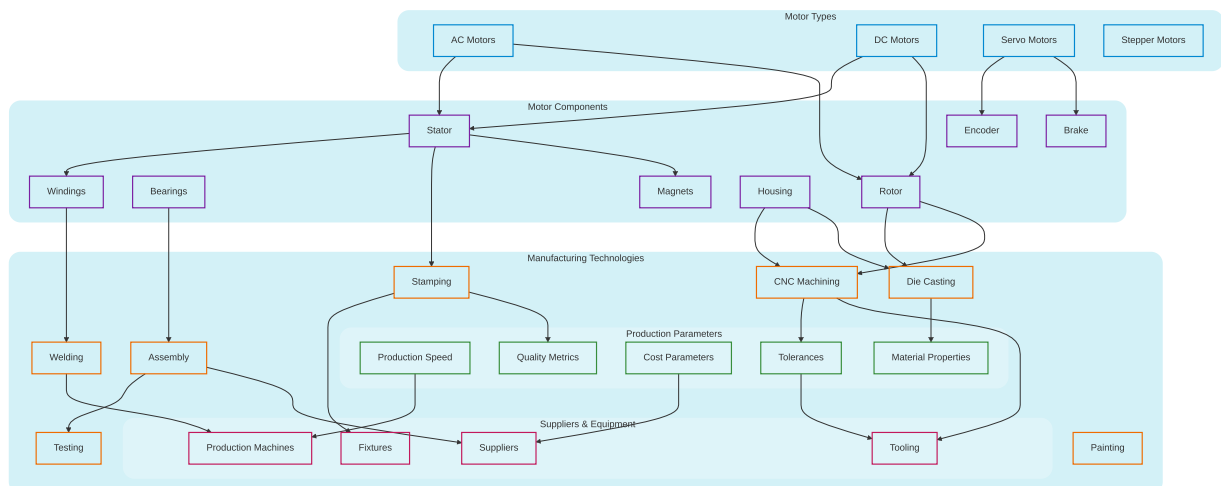 Motor Types
AC Motors
DC Motors
Servo Motors
Stepper Motors
Motor Components
Stator
Encoder
Brake
Windings
Bearings
Magnets
Housing
Rotor
Manufacturing Technologies
Stamping
CNC Machining
Die Casting
Production Parameters
Welding
Assembly
Production Speed
Quality Metrics
Cost Parameters
Tolerances
Material Properties
Suppliers & Equipment
Testing
Production Machines
Fixtures
Suppliers
Tooling
Painting